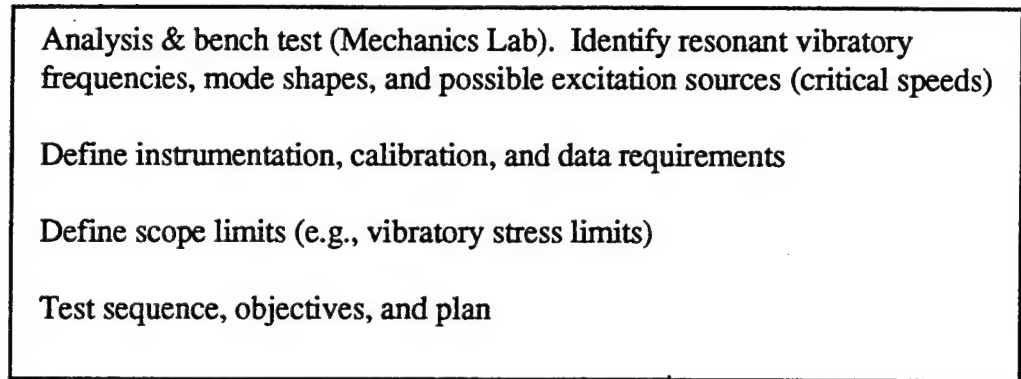 Analysis & bench test (Mechanics Lab).  Identify resonant vibratory
frequencies, mode shapes, and possible excitation sources (critical speeds)
Define instrumentation, calibration, and data requirements
Define scope limits (e.g., vibratory stress limits)
Test sequence, objectives, and plan